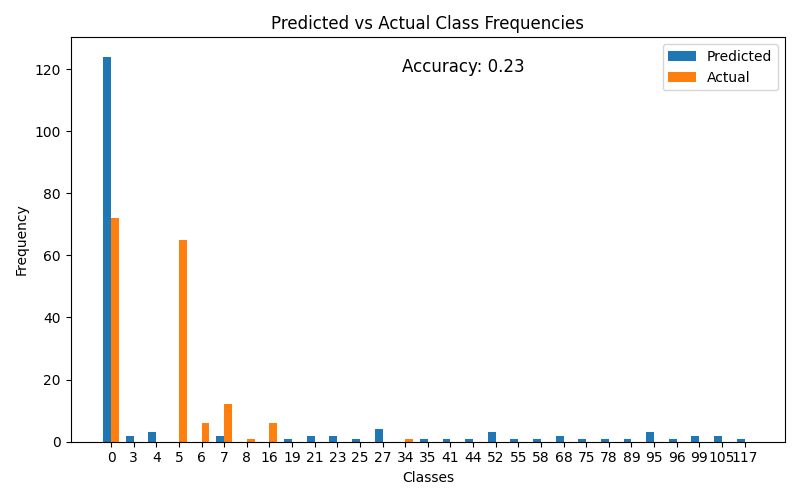 Predicted vs Actual Class Frequencies
Accuracy: 0.23
Predicted
Actual
Frequency
120
100
80
60
40
20
0
0 3 4 5 6 7 8 16 19 21 23 25 27 34 35 41 44 52 55 58 68 75 78 89 95 96 99 105 117
Classes